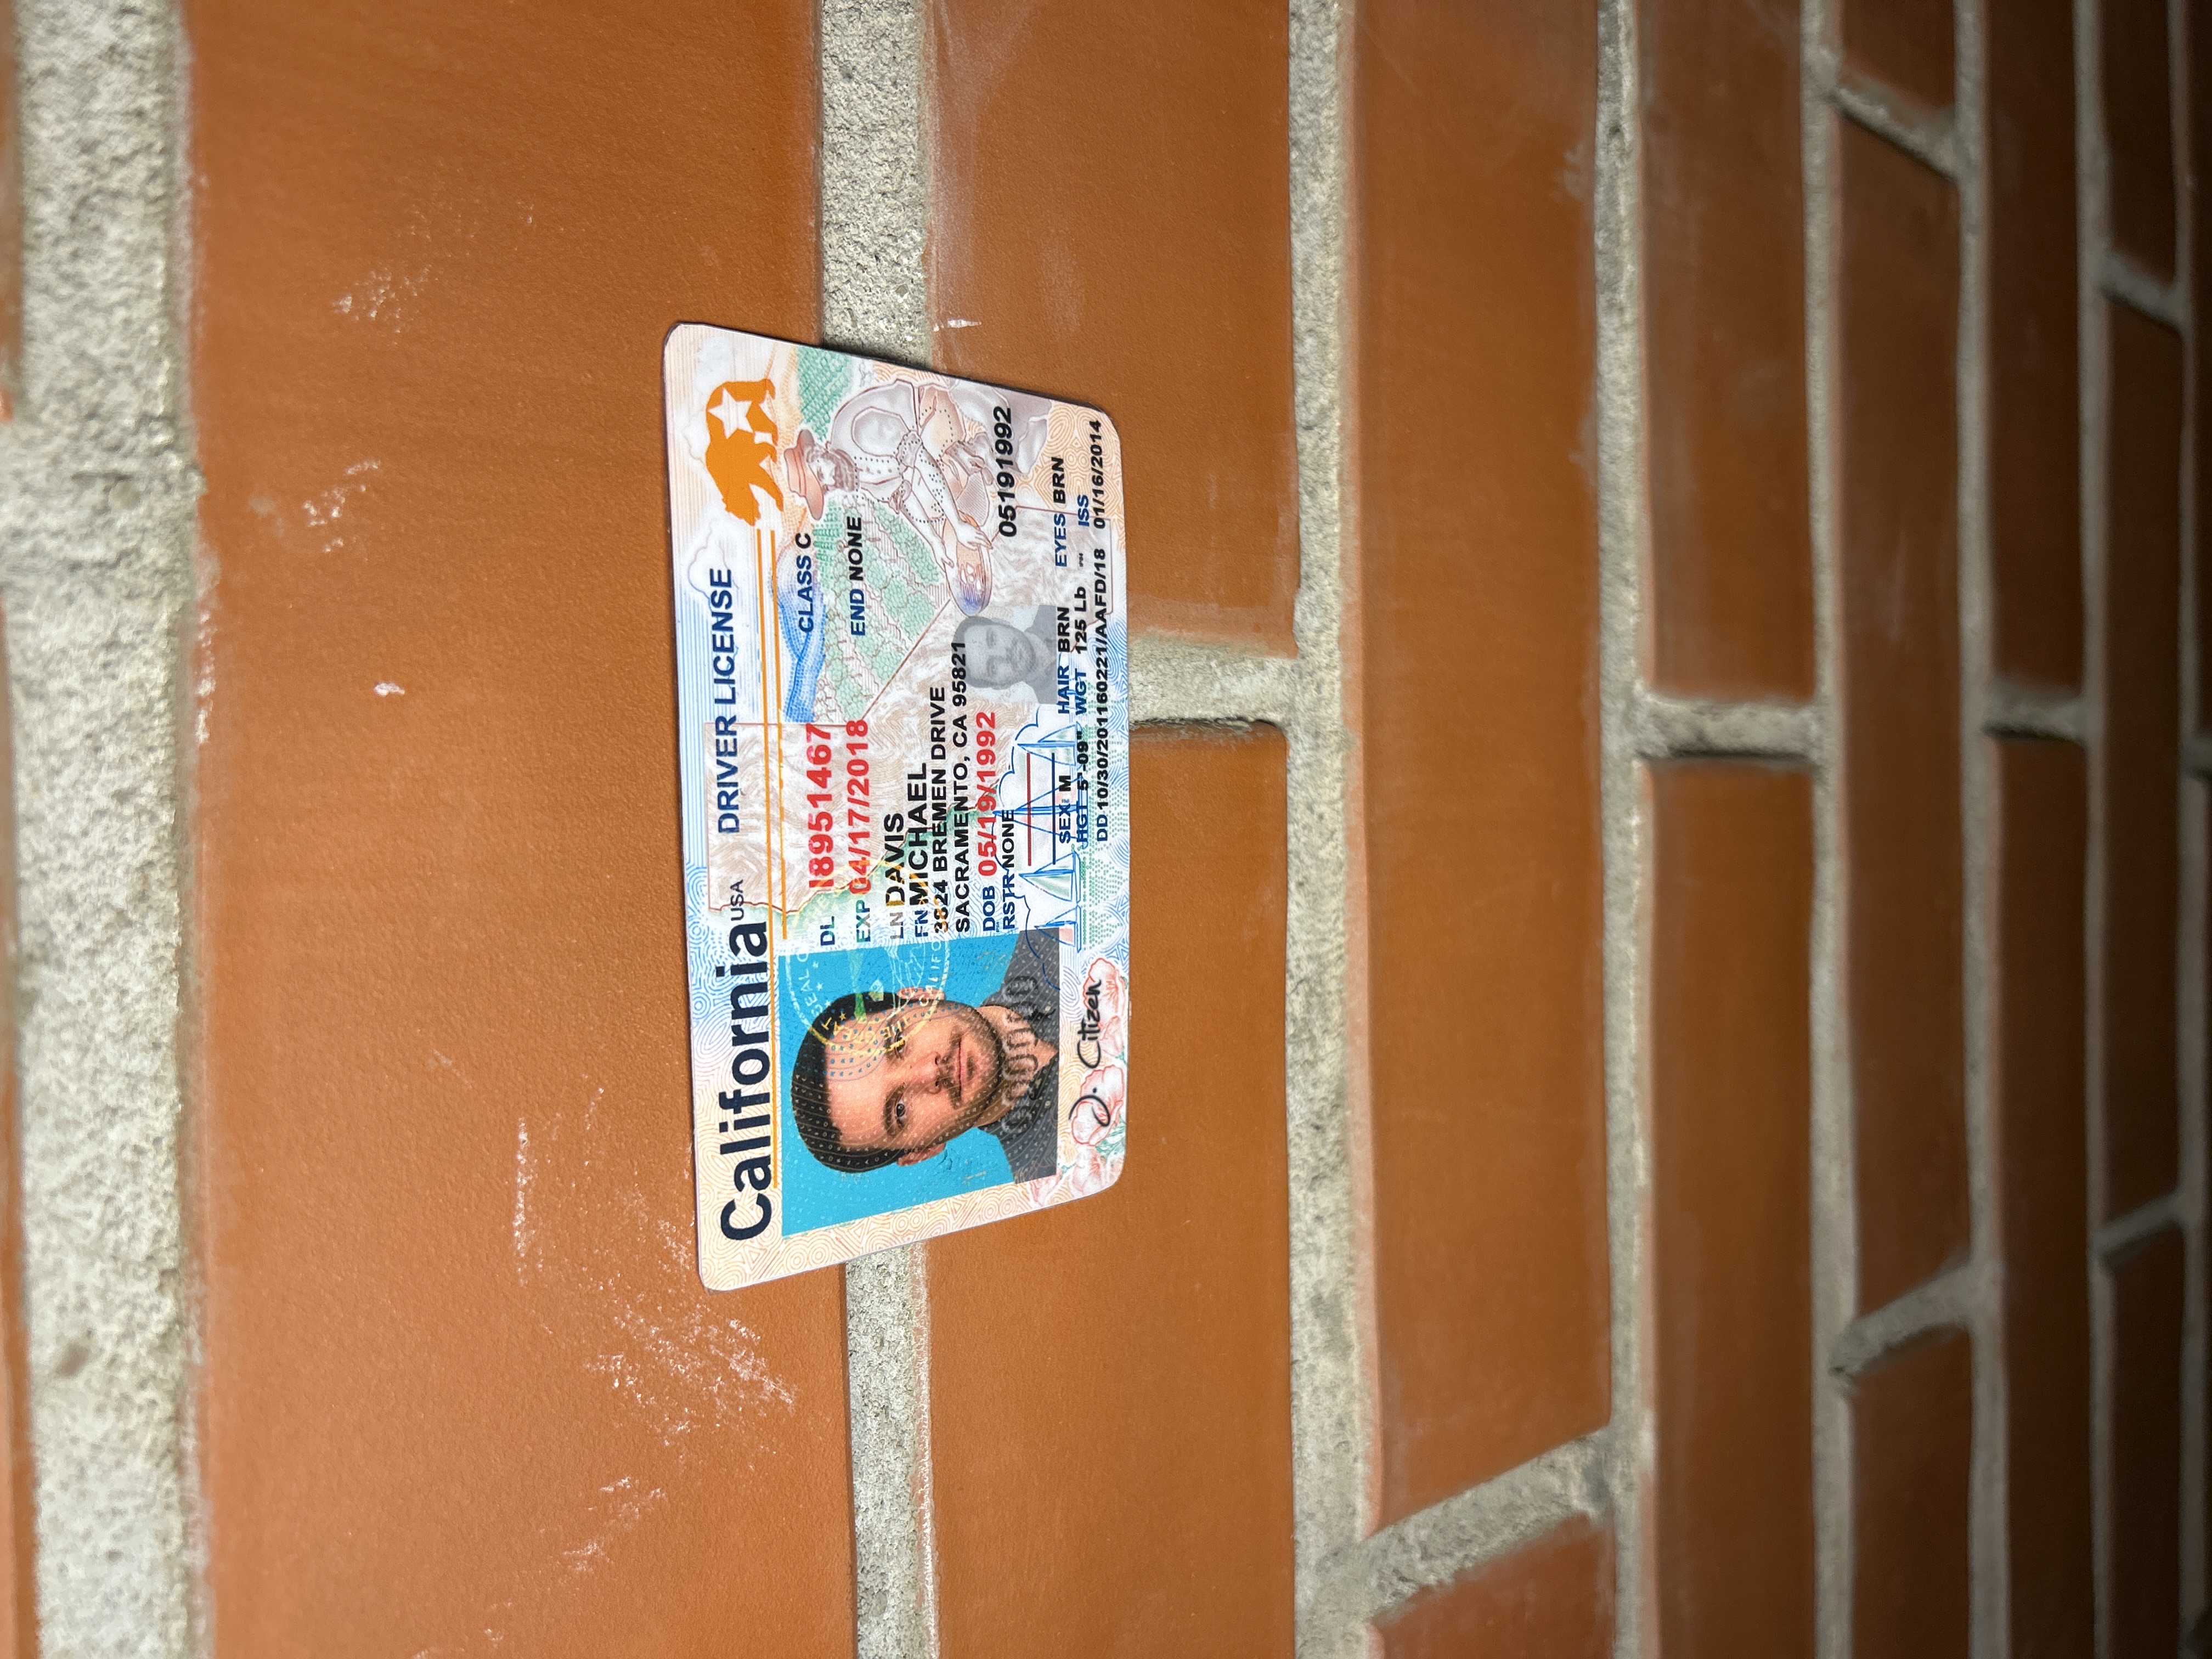 California USA DRIVER LICENSE
DL I8951467 CLASS C
EXP 04/17/2018 END NONE
LN DAVIS
FN MICHAEL
3824 BREMEN DRIVE
SACRAMENTO, CA 95821
DOB 05/19/1992
RSTR NONE 05191992
SEX M HAIR BRN EYES BRN
HGT 5'-09" WGT 125 Lb ISS
DD 10/30/201160221/AAFD/18 01/16/2014
J. Citizen